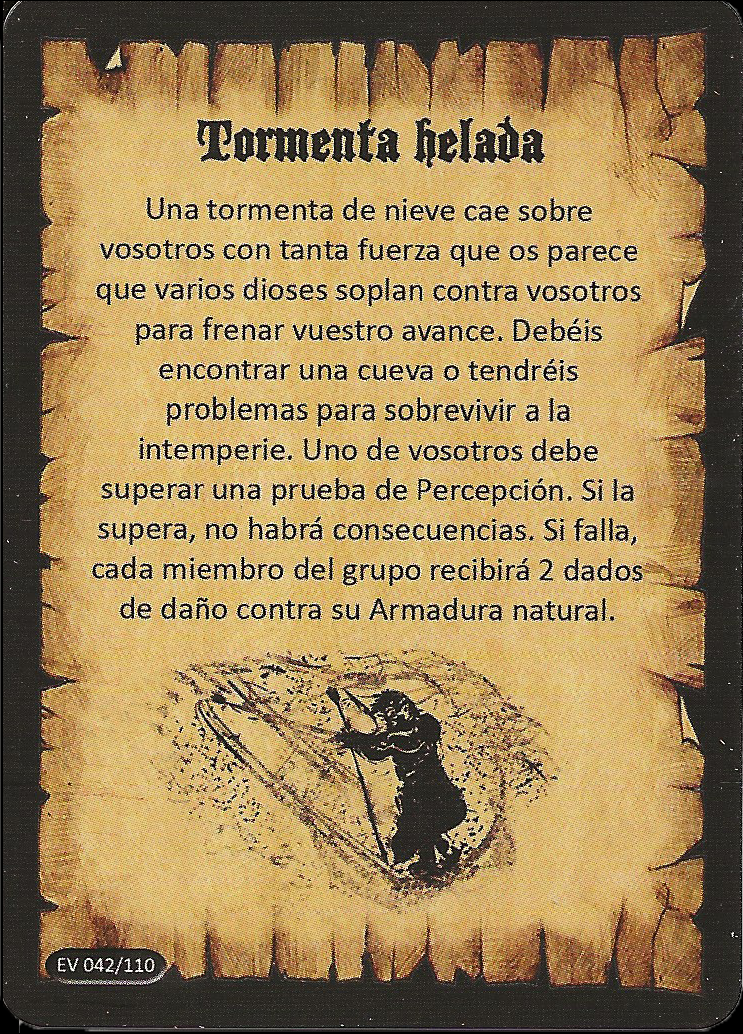 Tormenta helada
Una tormenta de nieve cae sobre
vosotros con tanta fuerza que os parece
que varios dioses soplan contra vosotros
para frenar vuestro avance. Debéis
encontrar una cueva o tendréis
problemas para sobrevivir a la
intemperie. Uno de vosotros debe
superar una prueba de Percepción. Si la
supera, no habrá consecuencias. Si falla,
cada miembro del grupo recibirá 2 dados
de daño contra su Armadura natural.
EV 042/110